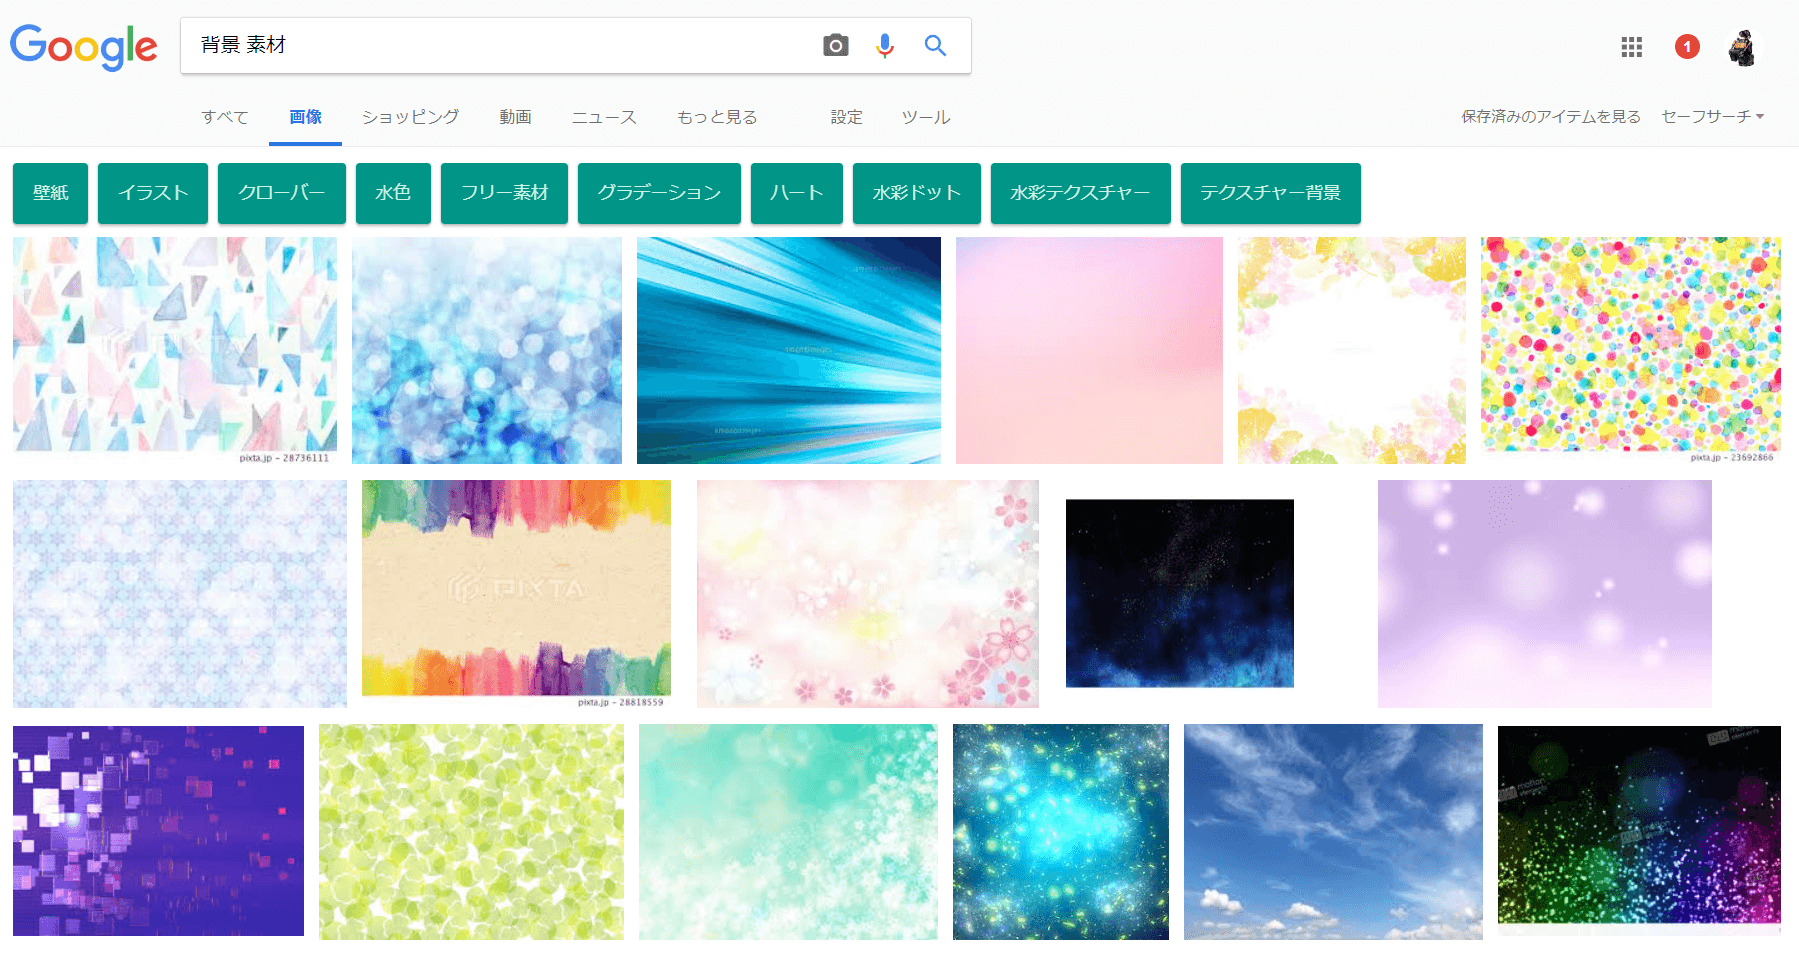 Google
背景 素材
1
すべて 画像 ショッピング 動画 ニュース もっと見る 設定 ツール 保存済みのアイテムを見る セーフサーチ
壁紙 イラスト クローバー 水色 フリー素材 グラデーション ハート 水彩ドット 水彩テクスチャー テクスチャー背景
PIXTA
pixta.jp - 28736111
pixta.jp - 23692866
PIXTA
pixta.jp - 28818559
motion elements
motion elements